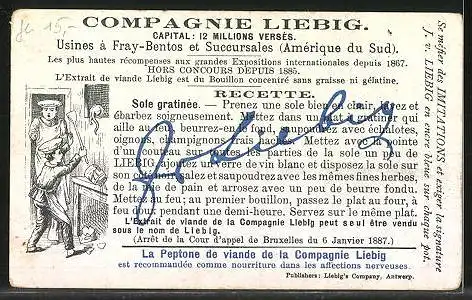 fr 15,-
COMPAGNIE LIEBIG.
CAPITAL: 12 MILLIONS VERSÉS.
Usines à Fray-Bentos et Succursales (Amérique du Sud).
Les plus hautes récompenses aux grandes Expositions internationales depuis 1867.
HORS CONCOURS DEPUIS 1885.
L'Extrait de viande Liebig est du Bouillon concentré sans graisse ni gélatine.
RECETTE.
Sole gratinée. — Prenez une sole bien en chair, lavez et
ébarbez soigneusement. Mettez dans un plat à gratiner qui
aille au feu, beurrez-en le fond, saupoudrez avec échalotes,
oignons, champignons frais hachés. Mettez avec la pointe
d'un couteau sur toutes les parties de la sole un peu de
LIEBIG, mettez un verre de vin blanc et disposez la sole sur
son lit, salez et saupoudrez avec les mêmes fines herbes,
de la mie de pain et arrosez avec un peu de beurre fondu.
Mettez au feu; au premier bouillon, passez le plat au four, à
feu doux, pendant une demi-heure. Servez sur le même plat.
L'Extrait de viande de la Compagnie Liebig peut seul être vendu
sous le nom de Liebig.
(Arrêt de la Cour d'appel de Bruxelles du 6 Janvier 1887.)
La Peptone de viande de la Compagnie Liebig
est recommandée comme nourriture dans les affections nerveuses.
Publishers: Liebig's Company, Antwerp.
Se méfier des IMITATIONS et exiger la signature
J. v. LIEBIG en encre bleue sur chaque pot.
J v Liebig